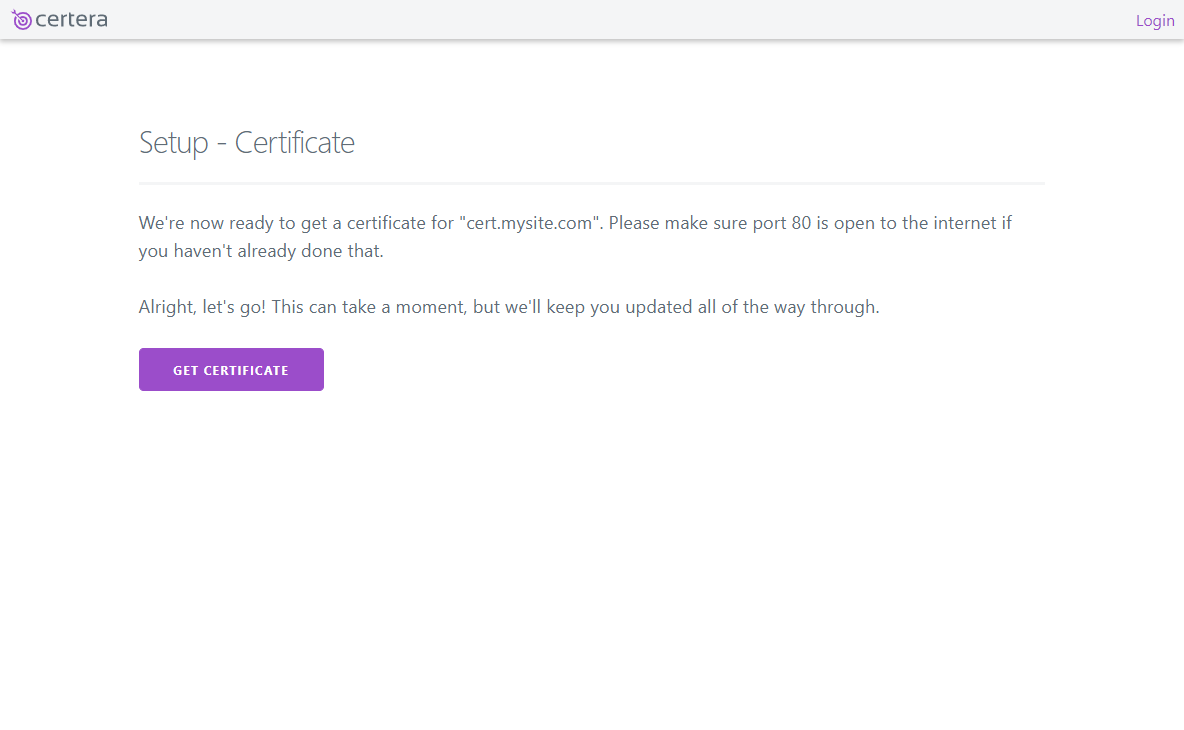 certera
Login
Setup - Certificate
We're now ready to get a certificate for "cert.mysite.com". Please make sure port 80 is open to the internet if
you haven't already done that.
Alright, let's go! This can take a moment, but we'll keep you updated all of the way through.
GET CERTIFICATE